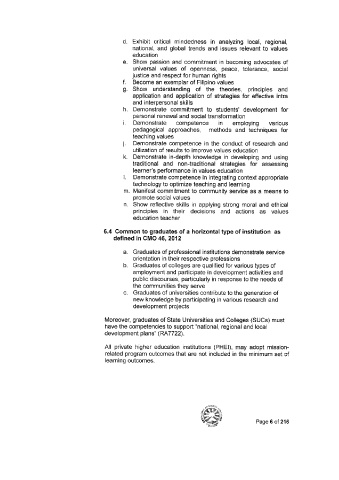 d. Exhibit critical mindedness in analyzing local, regional,
national, and global trends and issues relevant to values
education
e. Show passion and commitment in becoming advocates of
universal values of openness, peace, tolerance, social
justice and respect for human rights
f. Become an exemplar of Filipino values
g. Show understanding of the theories, principles and
application and application of strategies for effective intra
and interpersonal skills
h. Demonstrate commitment to students' development for
personal renewal and social transformation
i. Demonstrate competence in employing various
pedagogical approaches, methods and techniques for
teaching values
j. Demonstrate competence in the conduct of research and
utilization of results to improve values education
k. Demonstrate in-depth knowledge in developing and using
traditional and non-traditional strategies for assessing
learner's performance in values education
l. Demonstrate competence in integrating context appropriate
technology to optimize teaching and learning
m. Manifest commitment to community service as a means to
promote social values
n. Show reflective skills in applying strong moral and ethical
principles in their decisions and actions as values
education teacher
6.4 Common to graduates of a horizontal type of institution as
defined in CMO 46, 2012
a. Graduates of professional institutions demonstrate service
orientation in their respective professions
b. Graduates of colleges are qualified for various types of
employment and participate in development activities and
public discourses, particularly in response to the needs of
the communities they serve
c. Graduates of universities contribute to the generation of
new knowledge by participating in various research and
development projects
Moreover, graduates of State Universities and Colleges (SUCs) must
have the competencies to support "national, regional and local
development plans" (RA7722).
All private higher education institutions (PHEI), may adopt mission-
related program outcomes that are not included in the minimum set of
learning outcomes.
Page 6 of 216